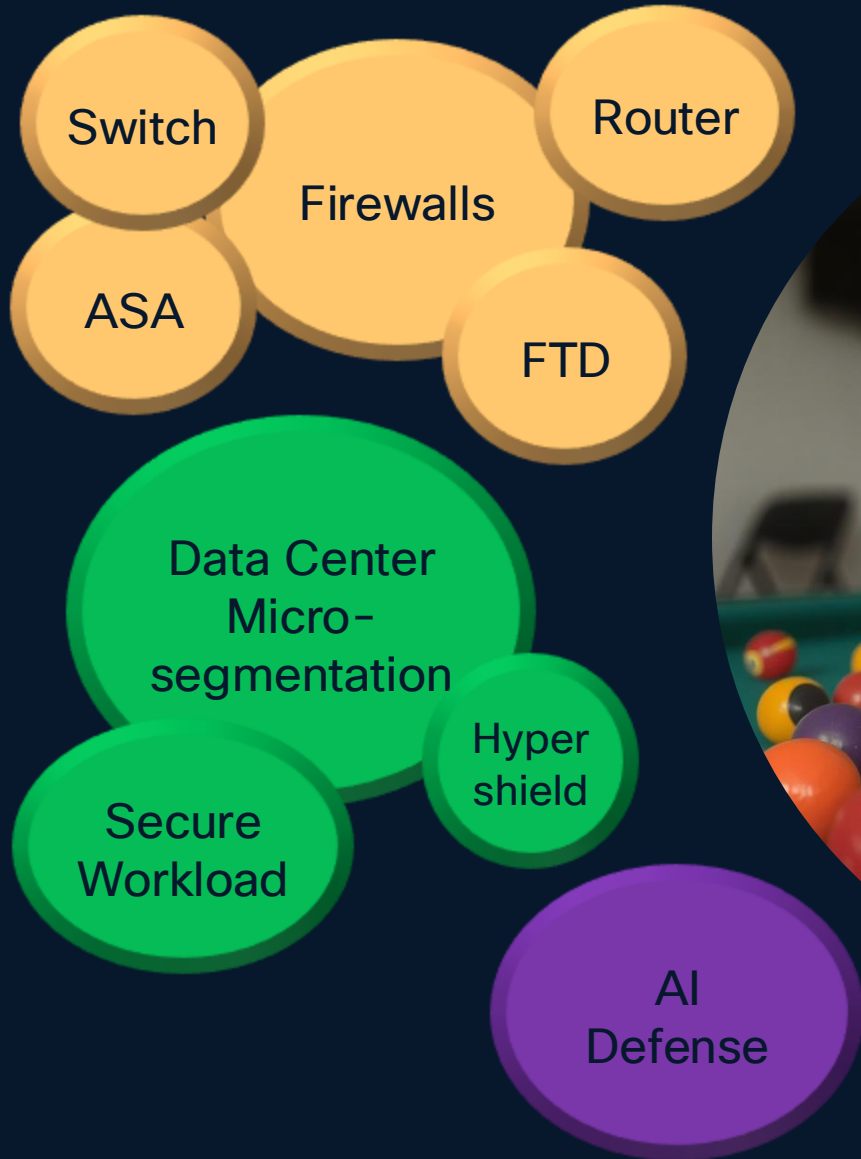 Switch
Firewalls
Router
ASA
FTD
Data Center
Micro-
segmentation
Hyper
shield
Secure
Workload
AI
Defense